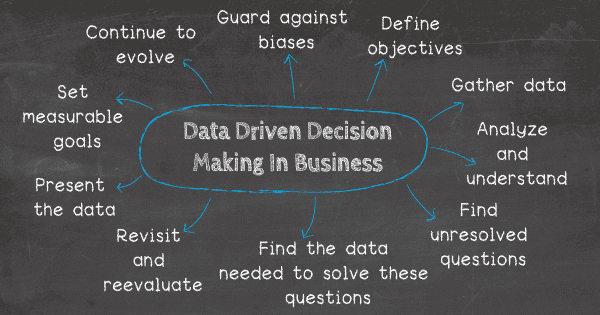 Data Driven Decision
Making In Business
Guard against
biases
Define
objectives
Gather data
Analyze
and
understand
Find
unresolved
questions
Find the data
needed to solve these
questions
Revisit
and
reevaluate
Present
the data
Set
measurable
goals
Continue to
evolve